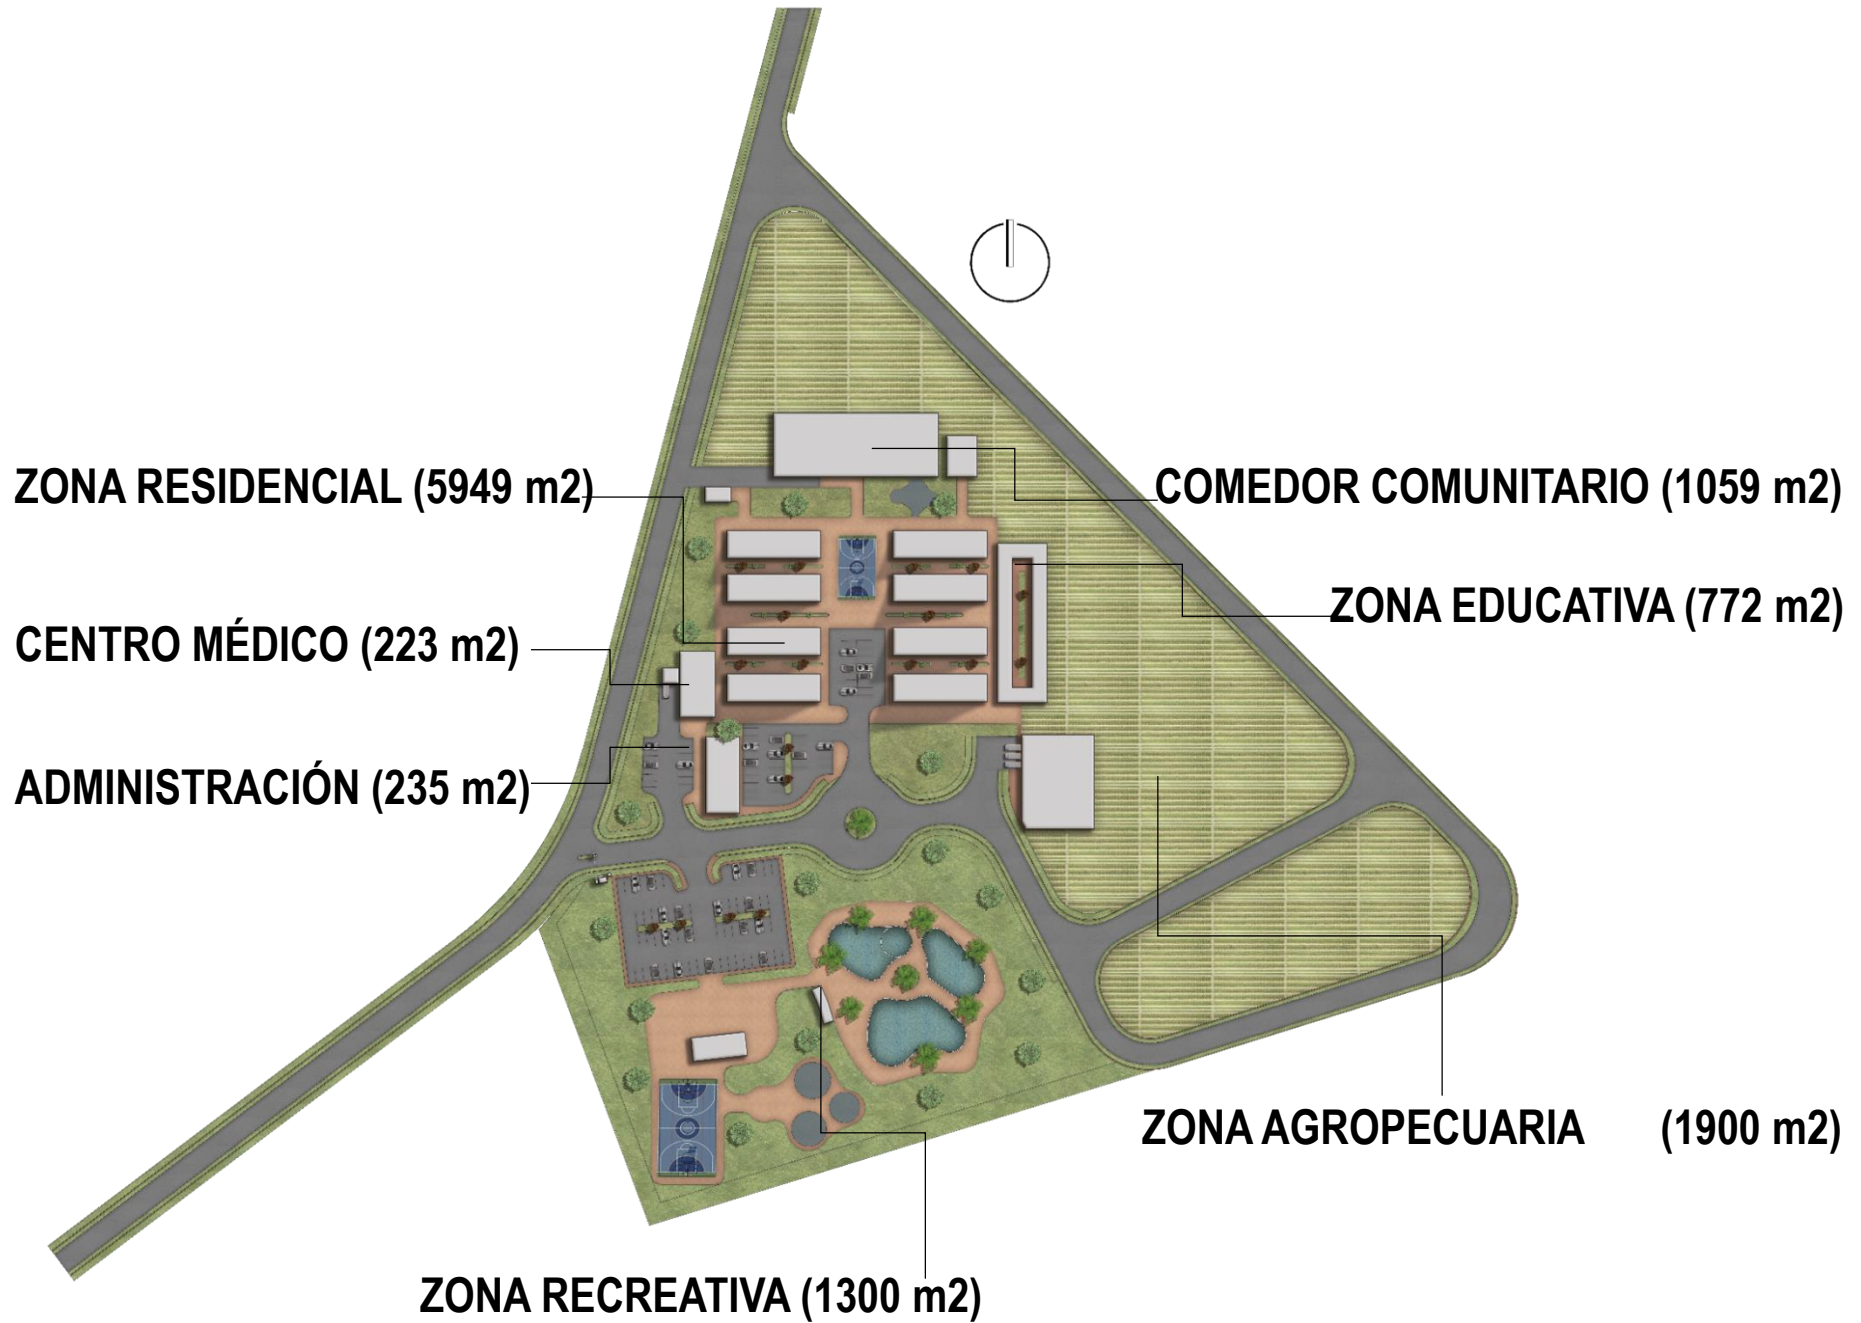 ZONA RESIDENCIAL (5949 m2)
COMEDOR COMUNITARIO (1059 m2)
ZONA EDUCATIVA (772 m2)
CENTRO MÉDICO (223 m2)
ADMINISTRACIÓN (235 m2)
ZONA AGROPECUARIA (1900 m2)
ZONA RECREATIVA (1300 m2)